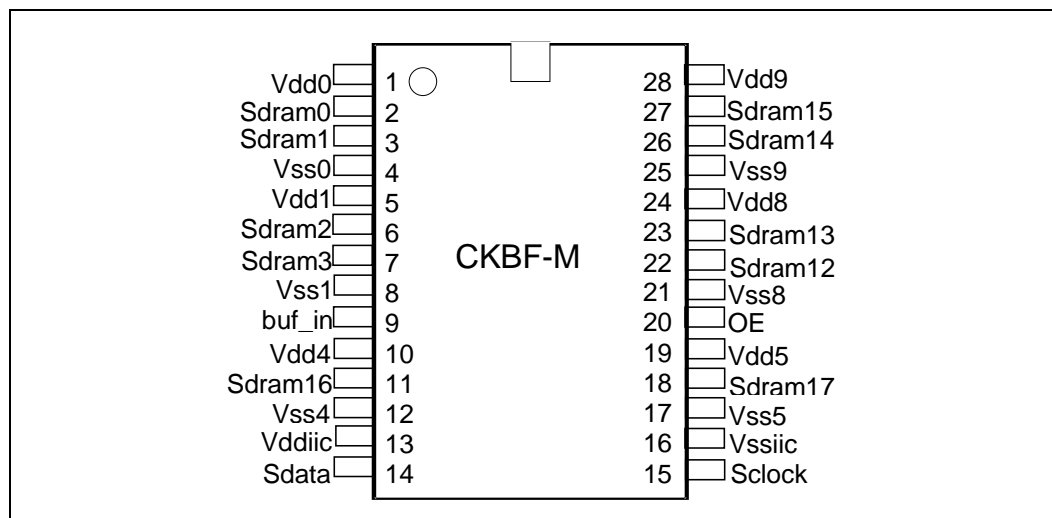 Vdd0 1 28 Vdd9
Sdram0 2 27 Sdram15
Sdram1 3 26 Sdram14
Vss0 4 25 Vss9
Vdd1 5 24 Vdd8
Sdram2 6 23 Sdram13
Sdram3 7 CKBF-M 22 Sdram12
Vss1 8 21 Vss8
buf_in 9 20 OE
Vdd4 10 19 Vdd5
Sdram16 11 18 Sdram17
Vss4 12 17 Vss5
Vddiic 13 16 Vssiic
Sdata 14 15 Sclock